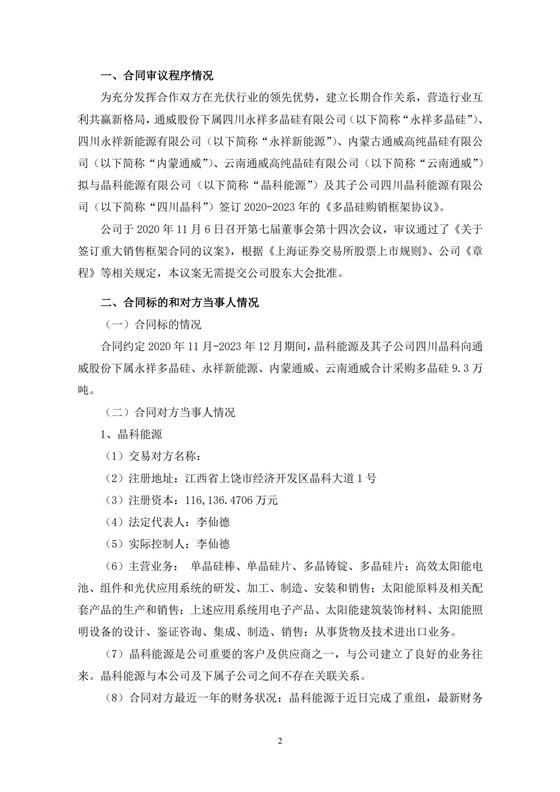 一、合同审议程序情况
为充分发挥合作双方在光伏行业的领先优势，建立长期合作关系，营造行业互
利共赢新格局，通威股份下属四川永祥多晶硅有限公司（以下简称“永祥多晶硅”）、
四川永祥新能源有限公司（以下简称“永祥新能源”）、内蒙古通威高纯晶硅有限公
司（以下简称“内蒙通威”）、云南通威高纯晶硅有限公司（以下简称“云南通威”）
拟与晶科能源有限公司（以下简称“晶科能源”）及其子公司四川晶科能源有限公
司（以下简称“四川晶科”）签订 2020-2023年的《多晶硅购销框架协议》。
公司于 2020 年 11 月 6 日召开第七届董事会第十四次会议，审议通过了《关于
签订重大销售框架合同的议案》，根据《上海证券交易所股票上市规则》、公司《章
程》等相关规定，本议案无需提交公司股东大会批准。
二、合同标的和对方当事人情况
（一）合同标的情况
合同约定 2020 年 11 月-2023 年 12 月期间，晶科能源及其子公司四川晶科向通
威股份下属永祥多晶硅、永祥新能源、内蒙通威、云南通威合计采购多晶硅 9.3 万
吨。
（二）合同对方当事人情况
1、晶科能源
（1）交易对方名称：
（2）注册地址：江西省上饶市经济开发区晶科大道 1 号
（3）注册资本：116,136.4706 万元
（4）法定代表人：李仙德
（5）实际控制人：李仙德
（6）主营业务： 单晶硅棒、单晶硅片、多晶铸锭、多晶硅片；高效太阳能电
池、组件和光伏应用系统的研发、加工、制造、安装和销售；太阳能原料及相关配
套产品的生产和销售；上述应用系统用电子产品、太阳能建筑装饰材料、太阳能照
明设备的设计、鉴证咨询、集成、制造、销售；从事货物及技术进出口业务。
（7）晶科能源是公司重要的客户及供应商之一，与公司建立了良好的业务往
来。晶科能源与本公司及下属子公司之间不存在关联关系。
（8）合同对方最近一年的财务状况：晶科能源于近日完成了重组，最新财务
2